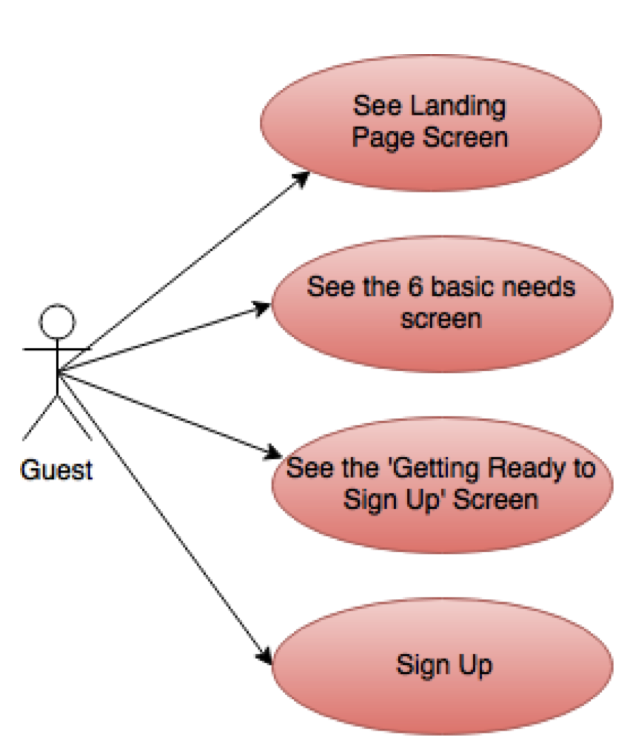 See Landing
Page Screen
See the 6 basic needs
screen
Guest
See the 'Getting Ready to
Sign Up' Screen
Sign Up